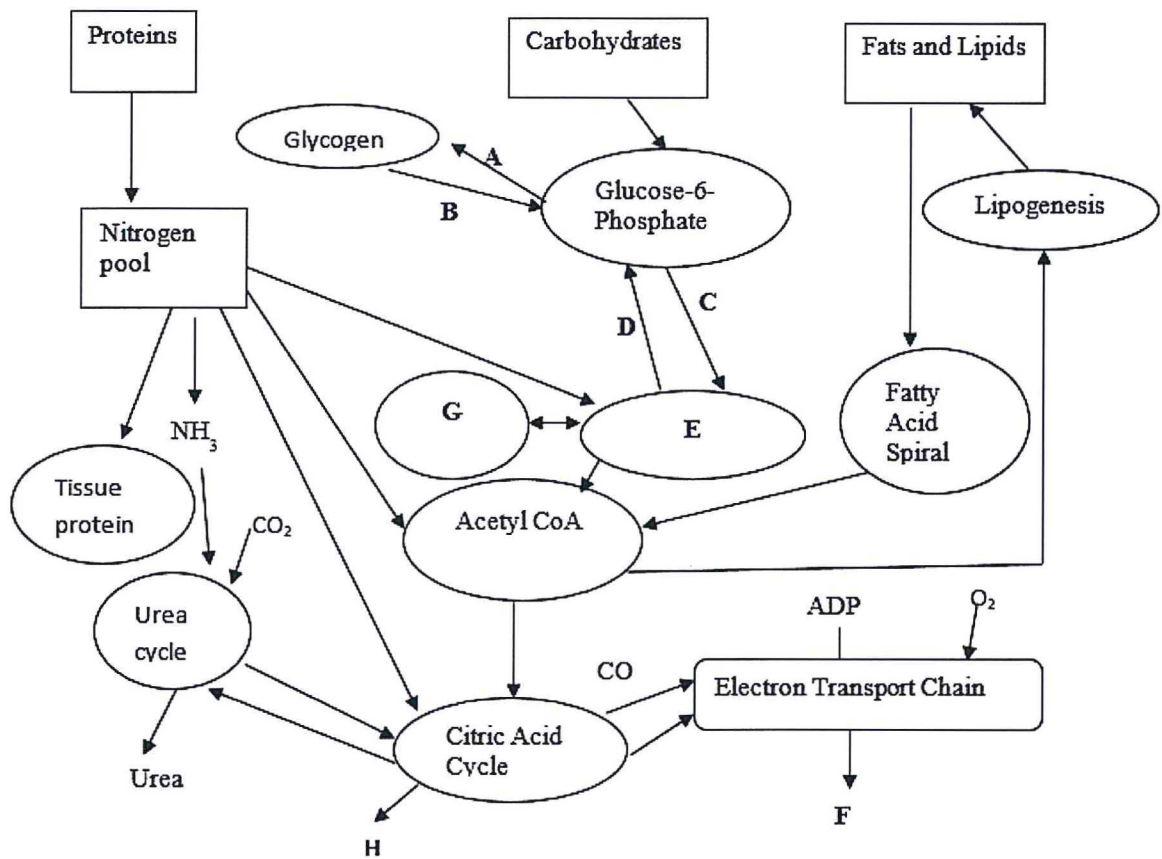 Proteins
Carbohydrates
Fats and Lipids
Glycogen
A
B
Glucose-6-
Phosphate
Lipogenesis
Nitrogen
pool
C
D
G
E
Fatty
Acid
Spiral
NH3
Tissue
protein
CO₂
Acetyl CoA
Urea
cycle
ADP
O₂
CO
Electron Transport Chain
Citric Acid
Cycle
Urea
H
F